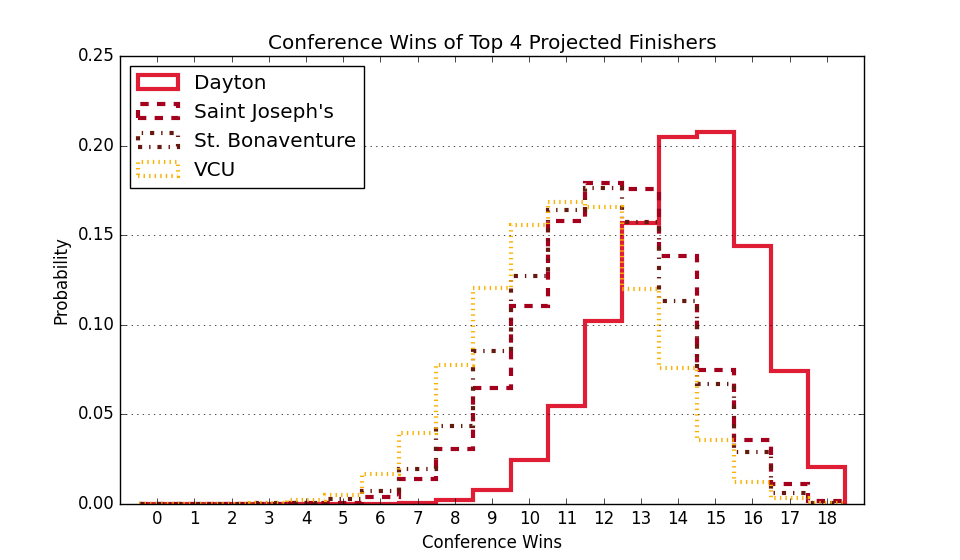 Conference Wins of Top 4 Projected Finishers
0.25
0.20
0.15
0.10
0.05
0.00
Probability
Dayton
Saint Joseph's
St. Bonaventure
VCU
0 1 2 3 4 5 6 7 8 9 10 11 12 13 14 15 16 17 18
Conference Wins